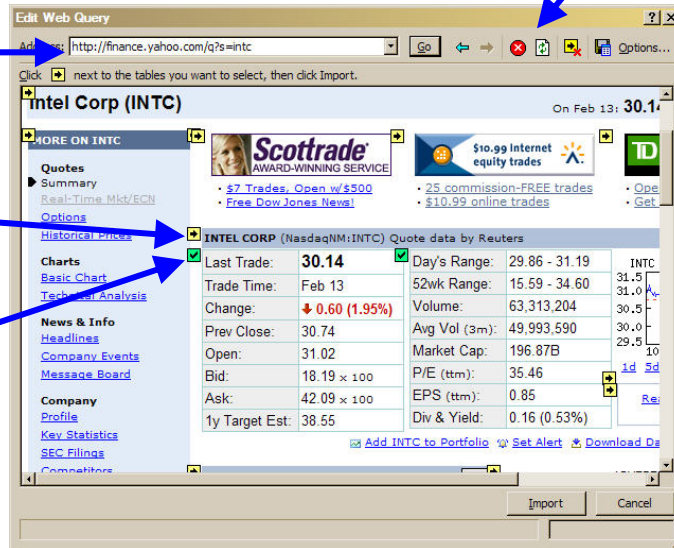 Edit Web Query
Address: http://finance.yahoo.com/q?s=intc Go Options...
Click next to the tables you want to select, then click Import.
Intel Corp (INTC) On Feb 13: 30.14
MORE ON INTC
Quotes
Summary
Real-Time Mkt/ECN
Options
Historical Prices
Charts
Basic Chart
Technical Analysis
News & Info
Headlines
Company Events
Message Board
Company
Profile
Key Statistics
SEC Filings
Competitors
Scottrade
AWARD-WINNING SERVICE
· $7 Trades, Open w/$500
· Free Dow Jones News!
$10.99 Internet
equity trades
· 25 commission-FREE trades
· $10.99 online trades
TD
· Ope
· Get
INTEL CORP (NasdaqNM:INTC) Quote data by Reuters
Last Trade: 30.14
Trade Time: Feb 13
Change: 0.60 (1.95%)
Prev Close: 30.74
Open: 31.02
Bid: 18.19 x 100
Ask: 42.09 x 100
1y Target Est: 38.55
Day's Range: 29.86 - 31.19
52wk Range: 15.59 - 34.60
Volume: 63,313,204
Avg Vol (3m): 49,993,590
Market Cap: 196.87B
P/E (ttm): 35.46
EPS (ttm): 0.85
Div & Yield: 0.16 (0.53%)
INTC
31.5
31.0
30.5
30.0
29.5
10
1d 5d
Rea
Add INTC to Portfolio Set Alert Download Da
Import Cancel